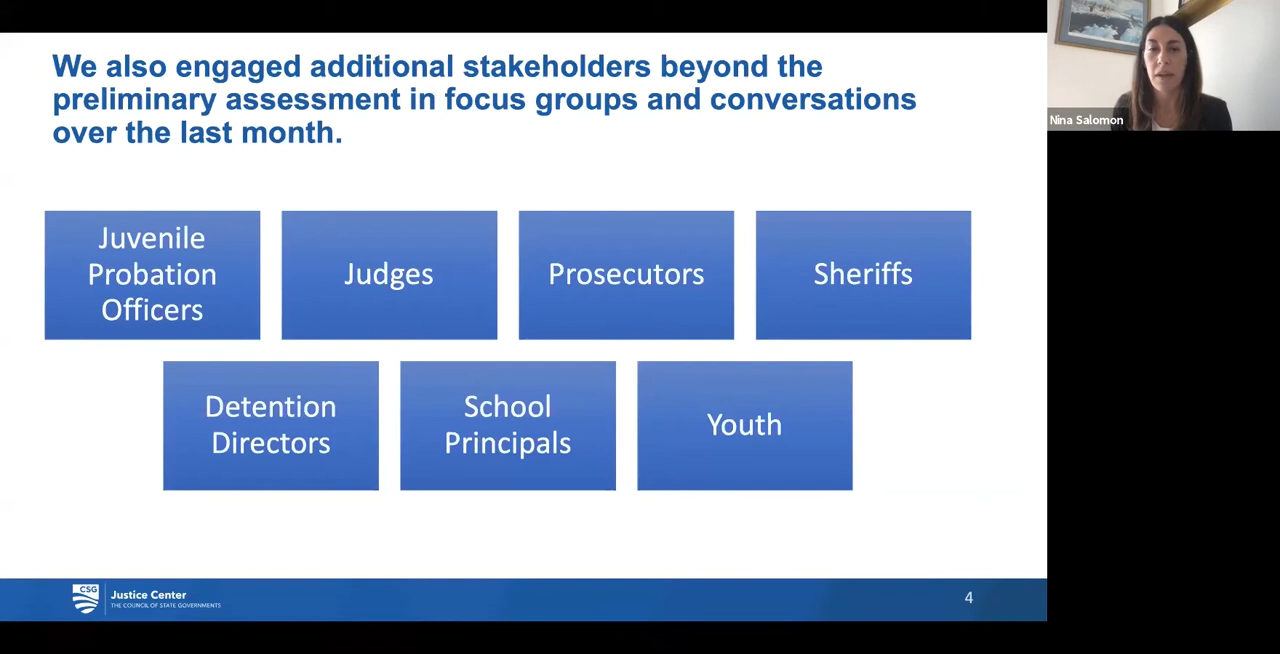 We also engaged additional stakeholders beyond the
preliminary assessment in focus groups and conversations
over the last month.
Nina Salomon
Juvenile
Probation
Officers
Judges
Prosecutors
Sheriffs
Detention
Directors
School
Principals
Youth
CSG
Justice Center
THE COUNCIL OF STATE GOVERNMENTS
4